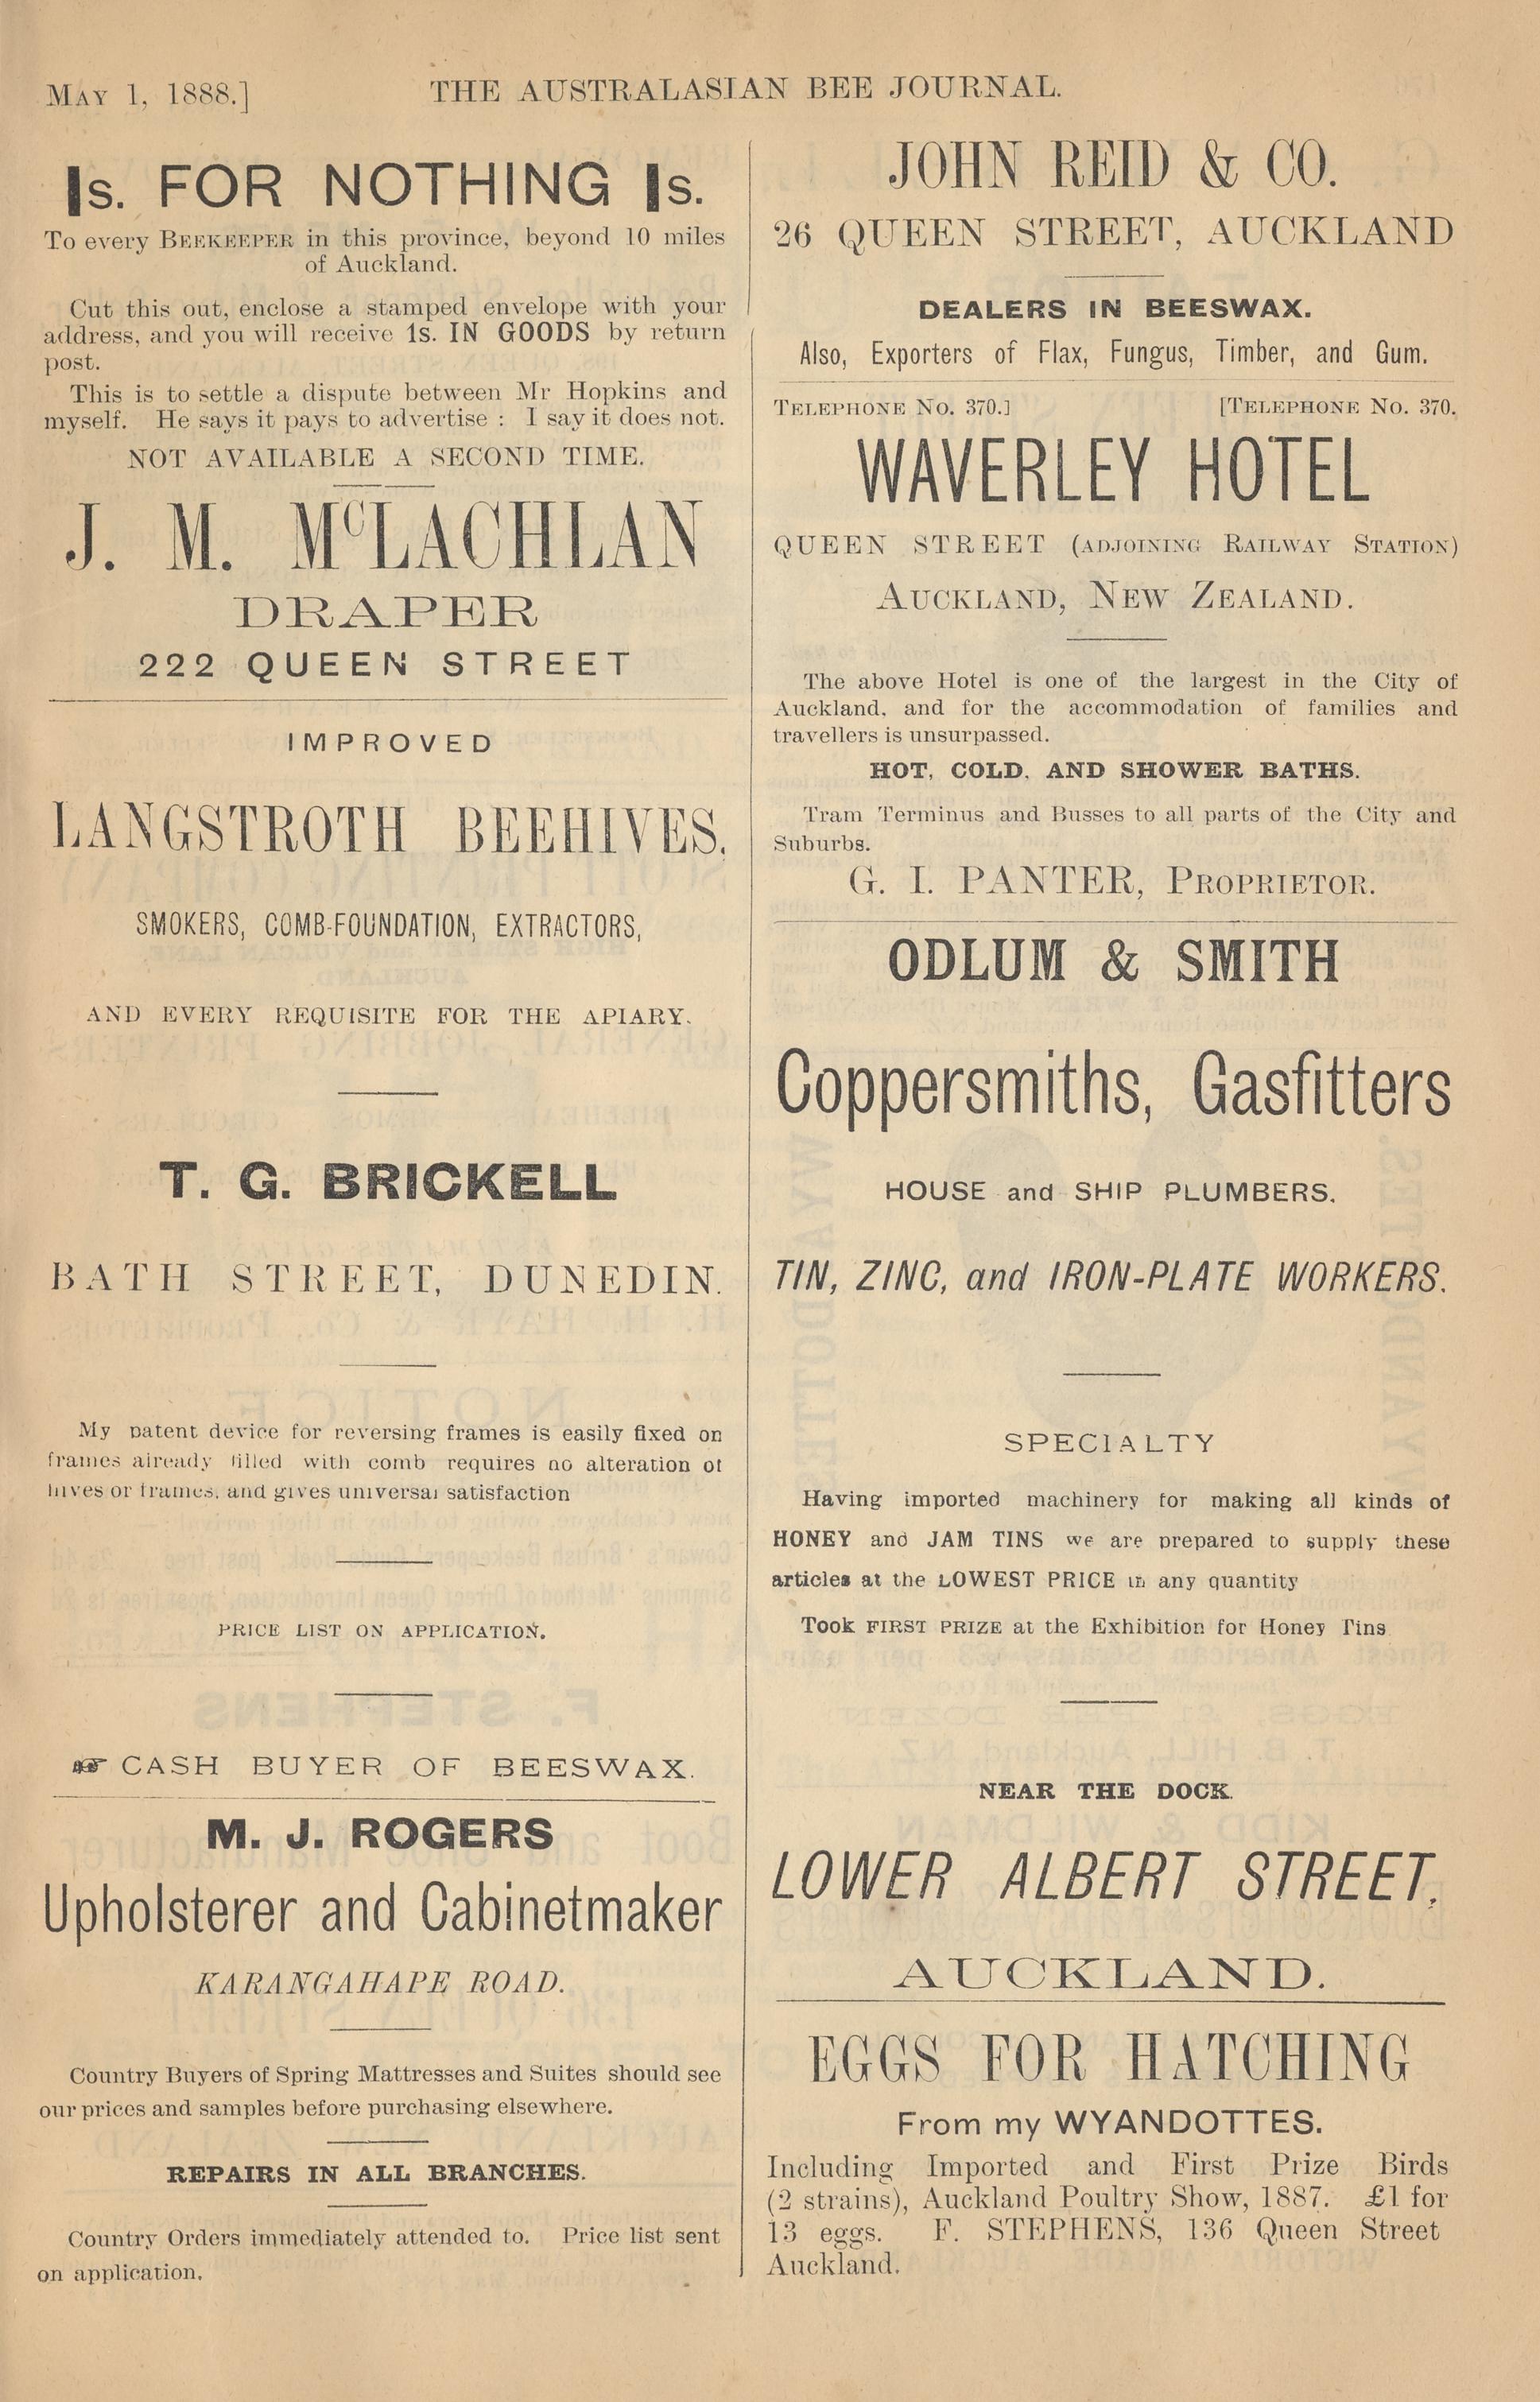 MAY 1, 1888.]
THE AUSTRALASIAN BEE JOURNAL.
1s. FOR NOTHING 1s.
To every BEEKEEPER in this province, beyond 10 miles
of Auckland.
Cut this out, enclose a stamped envelope with your
address, and you will receive 1s. IN GOODS by return
post.
This is to settle a dispute between Mr Hopkins and
myself. He says it pays to advertise : I say it does not.
NOT AVAILABLE A SECOND TIME.
J. M. McLACHLAN
DRAPER
222 QUEEN STREET
IMPROVED
LANGSTROTH BEEHIVES,
SMOKERS, COMB-FOUNDATION, EXTRACTORS,
AND EVERY REQUISITE FOR THE APIARY.
T. G. BRICKELL
BATH STREET, DUNEDIN.
My patent device for reversing frames is easily fixed on
frames already filled with comb requires no alteration of
hives or frames, and gives universal satisfaction
PRICE LIST ON APPLICATION.
☞ CASH BUYER OF BEESWAX.
M. J. ROGERS
Upholsterer and Cabinetmaker
KARANGAHAPE ROAD.
Country Buyers of Spring Mattresses and Suites should see
our prices and samples before purchasing elsewhere.
REPAIRS IN ALL BRANCHES.
Country Orders immediately attended to. Price list sent
on application.
JOHN REID & CO.
26 QUEEN STREET, AUCKLAND
DEALERS IN BEESWAX.
Also, Exporters of Flax, Fungus, Timber, and Gum.
TELEPHONE No. 370.] [TELEPHONE No. 370.
WAVERLEY HOTEL
QUEEN STREET (ADJOINING RAILWAY STATION)
AUCKLAND, NEW ZEALAND.
The above Hotel is one of the largest in the City of
Auckland, and for the accommodation of families and
travellers is unsurpassed.
HOT, COLD, AND SHOWER BATHS.
Tram Terminus and Busses to all parts of the City and
Suburbs.
G. I. PANTER, PROPRIETOR.
ODLUM & SMITH
Coppersmiths, Gasfitters
HOUSE and SHIP PLUMBERS.
TIN, ZINC, and IRON-PLATE WORKERS.
SPECIALTY
Having imported machinery for making all kinds of
HONEY and JAM TINS we are prepared to supply these
articles at the LOWEST PRICE in any quantity
Took FIRST PRIZE at the Exhibition for Honey Tins
NEAR THE DOCK.
LOWER ALBERT STREET,
AUCKLAND.
EGGS FOR HATCHING
From my WYANDOTTES.
Including Imported and First Prize Birds
(2 strains), Auckland Poultry Show, 1887. £1 for
13 eggs. F. STEPHENS, 136 Queen Street
Auckland.